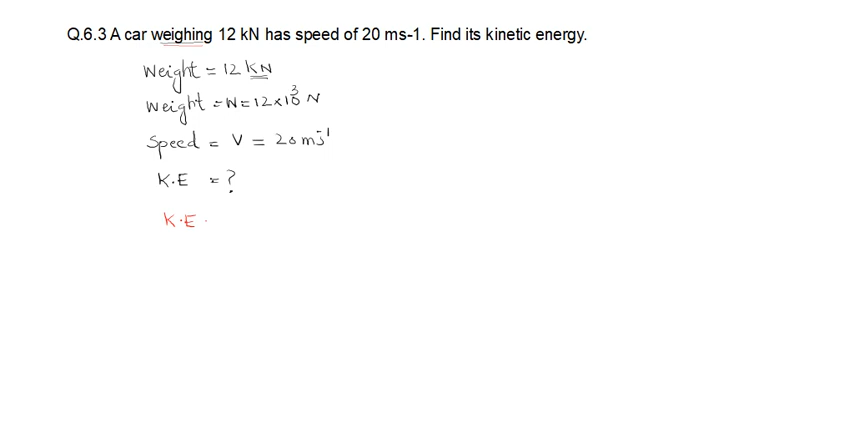 Q.6.3 A car weighing 12 kN has speed of 20 ms-1. Find its kinetic energy.
Weight = 12 KN
Weight = W = 12 × 10³ N
Speed = V = 20 ms⁻¹
K.E = ?
K.E